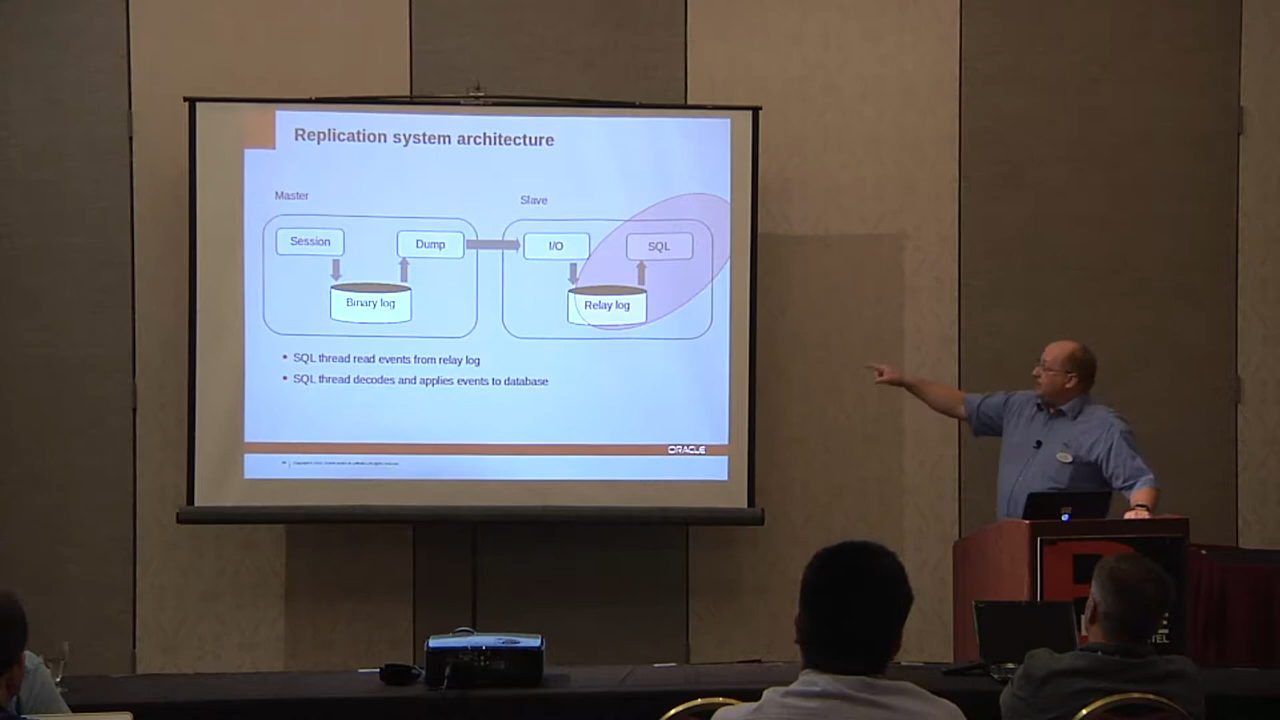 Replication system architecture
Master
Slave
Session
Dump
I/O
SQL
Binary log
Relay log
• SQL thread read events from relay log
• SQL thread decodes and applies events to database
ORACLE